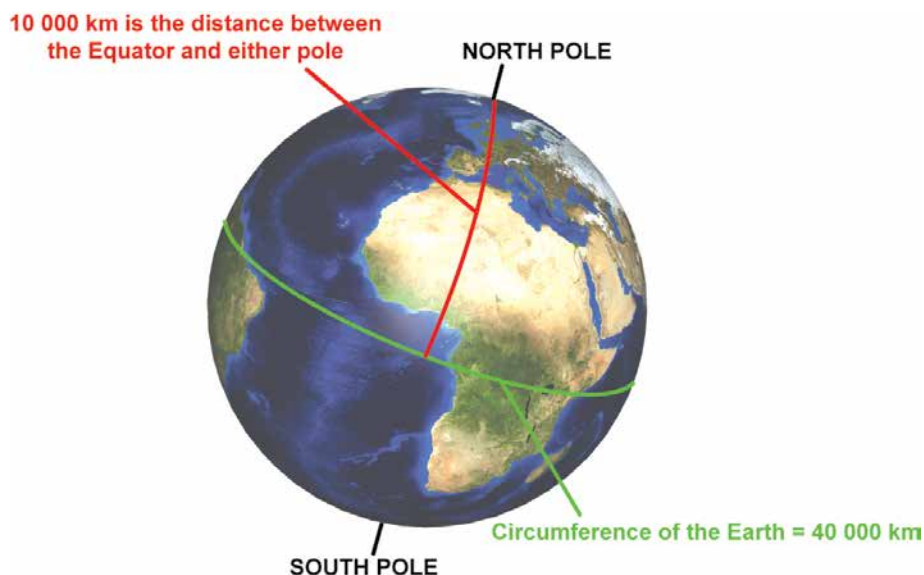 10 000 km is the distance between
the Equator and either pole
NORTH POLE
Circumference of the Earth = 40 000 km
SOUTH POLE